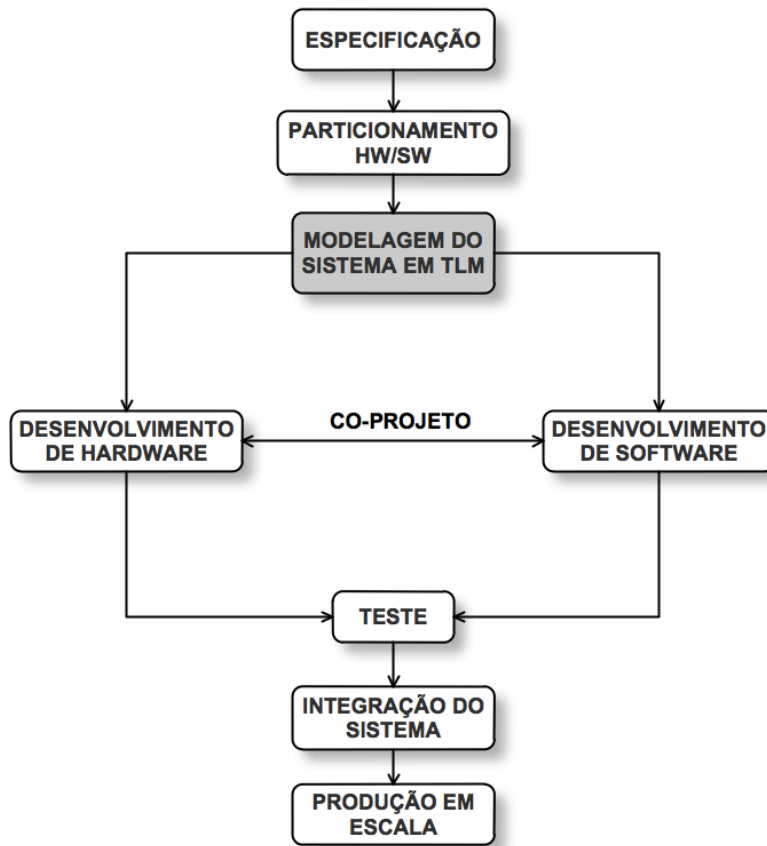 ESPECIFICAÇÃO
PARTICIONAMENTO
HW/SW
MODELAGEM DO
SISTEMA EM TLM
DESENVOLVIMENTO
DE HARDWARE
CO-PROJETO
DESENVOLVIMENTO
DE SOFTWARE
TESTE
INTEGRAÇÃO DO
SISTEMA
PRODUÇÃO EM
ESCALA